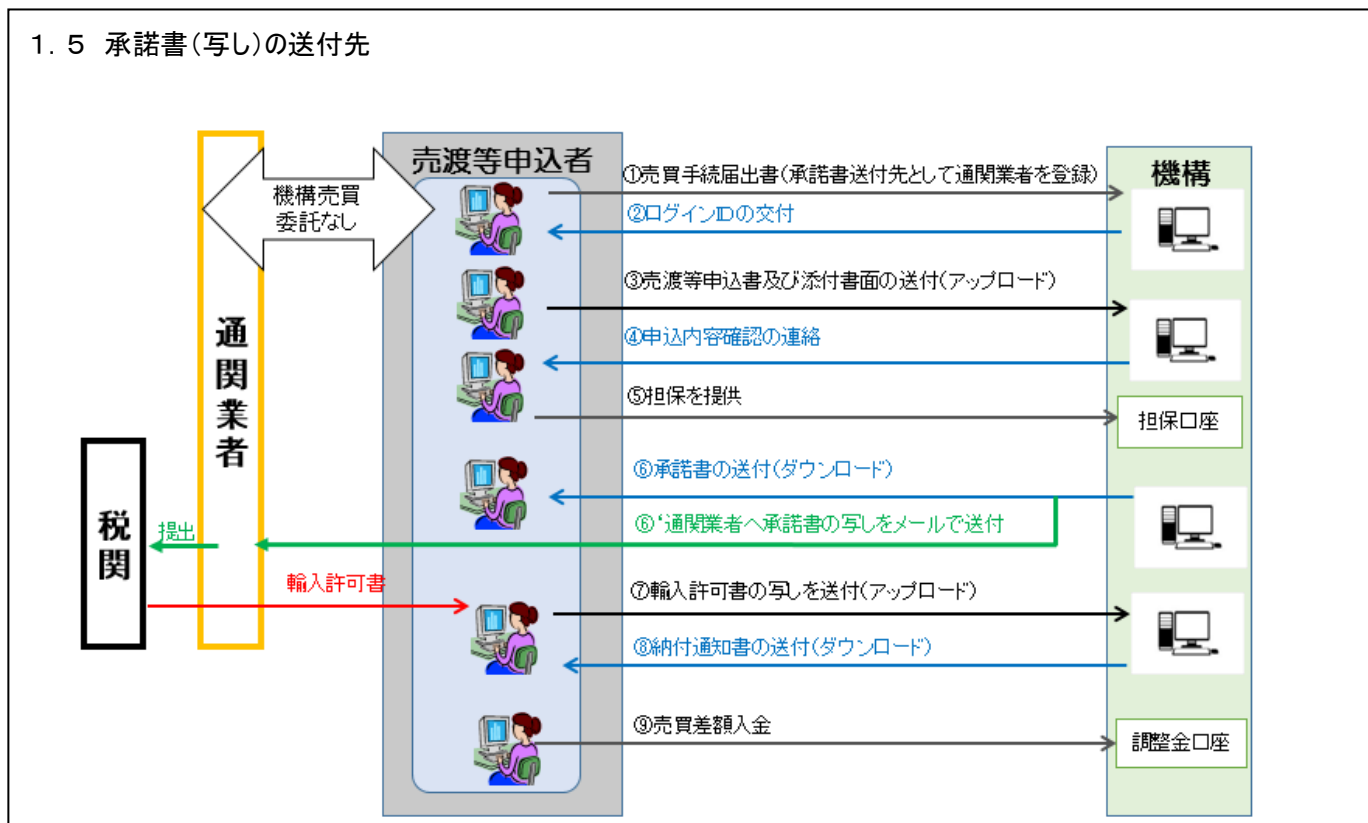 １．５ 承諾書（写し）の送付先
売渡等申込者
機構
機構売買
委託なし
通関業者
税関
①売買手続届出書（承諾書送付先として通関業者を登録）
②ログインIDの交付
③売渡等申込書及び添付書面の送付（アップロード）
④申込内容確認の連絡
⑤担保を提供
担保口座
⑥承諾書の送付（ダウンロード）
⑥‘通関業者へ承諾書の写しをメールで送付
提出
輸入許可書
⑦輸入許可書の写しを送付（アップロード）
⑧納付通知書の送付（ダウンロード）
⑨売買差額入金
調整金口座